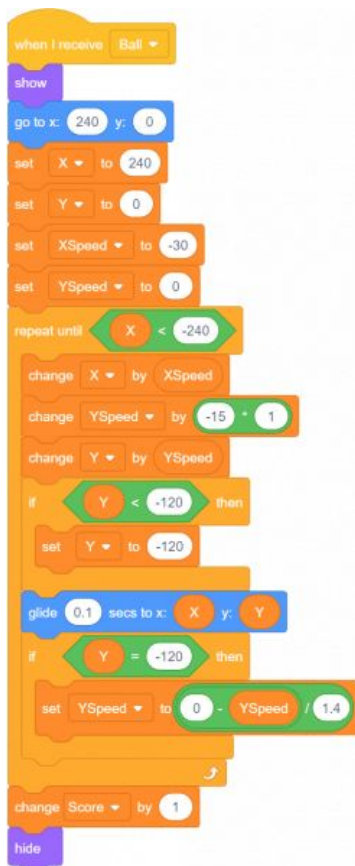 when I receive Ball
show
go to x: 240 y: 0
set X to 240
set Y to 0
set XSpeed to -30
set YSpeed to 0
repeat until X < -240
change X by XSpeed
change YSpeed by -15 * 1
change Y by YSpeed
if Y < -120 then
set Y to -120
glide 0.1 secs to x: X y: Y
if Y = -120 then
set YSpeed to 0 - YSpeed / 1.4
change Score by 1
hide